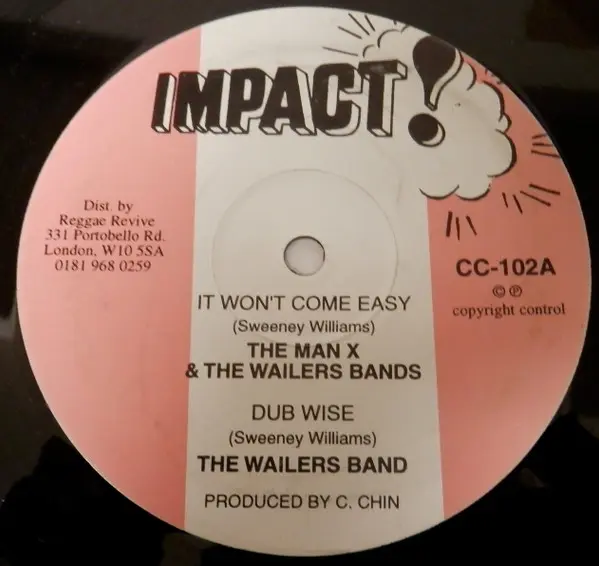 IMPACT!
Dist. by
Reggae Revive
331 Portobello Rd.
London, W10 5SA
0181 968 0259
CC-102A
© ℗
copyright control
IT WON'T COME EASY
(Sweeney Williams)
THE MAN X
& THE WAILERS BANDS
DUB WISE
(Sweeney Williams)
THE WAILERS BAND
PRODUCED BY C. CHIN